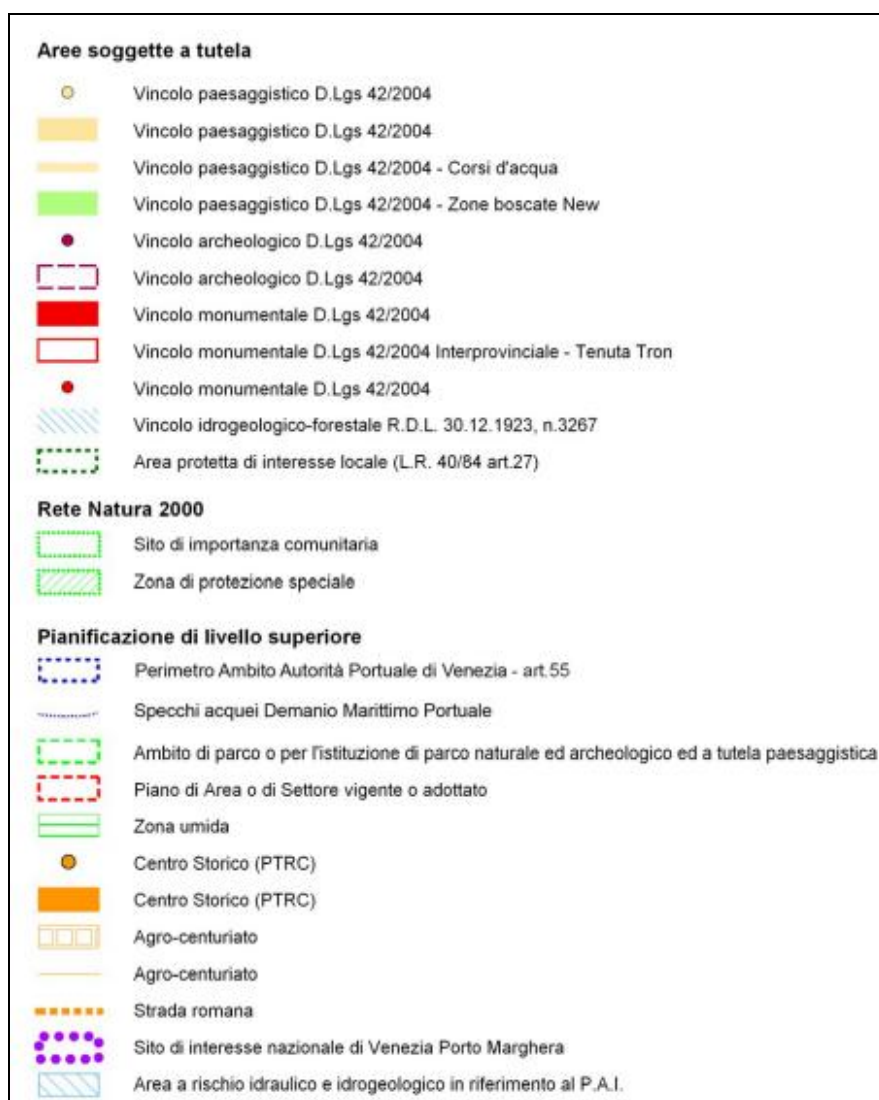 Aree soggette a tutela
Vincolo paesaggistico D.Lgs 42/2004
Vincolo paesaggistico D.Lgs 42/2004
Vincolo paesaggistico D.Lgs 42/2004 - Corsi d'acqua
Vincolo paesaggistico D.Lgs 42/2004 - Zone boscate New
Vincolo archeologico D.Lgs 42/2004
Vincolo archeologico D.Lgs 42/2004
Vincolo monumentale D.Lgs 42/2004
Vincolo monumentale D.Lgs 42/2004 Interprovinciale - Tenuta Tron
Vincolo monumentale D.Lgs 42/2004
Vincolo idrogeologico-forestale R.D.L. 30.12.1923, n.3267
Area protetta di interesse locale (L.R. 40/84 art.27)
Rete Natura 2000
Sito di importanza comunitaria
Zona di protezione speciale
Pianificazione di livello superiore
Perimetro Ambito Autorità Portuale di Venezia - art.55
Specchi acquei Demanio Marittimo Portuale
Ambito di parco o per l'istituzione di parco naturale ed archeologico ed a tutela paesaggistica
Piano di Area o di Settore vigente o adottato
Zona umida
Centro Storico (PTRC)
Centro Storico (PTRC)
Agro-centuriato
Agro-centuriato
Strada romana
Sito di interesse nazionale di Venezia Porto Marghera
Area a rischio idraulico e idrogeologico in riferimento al P.A.I.